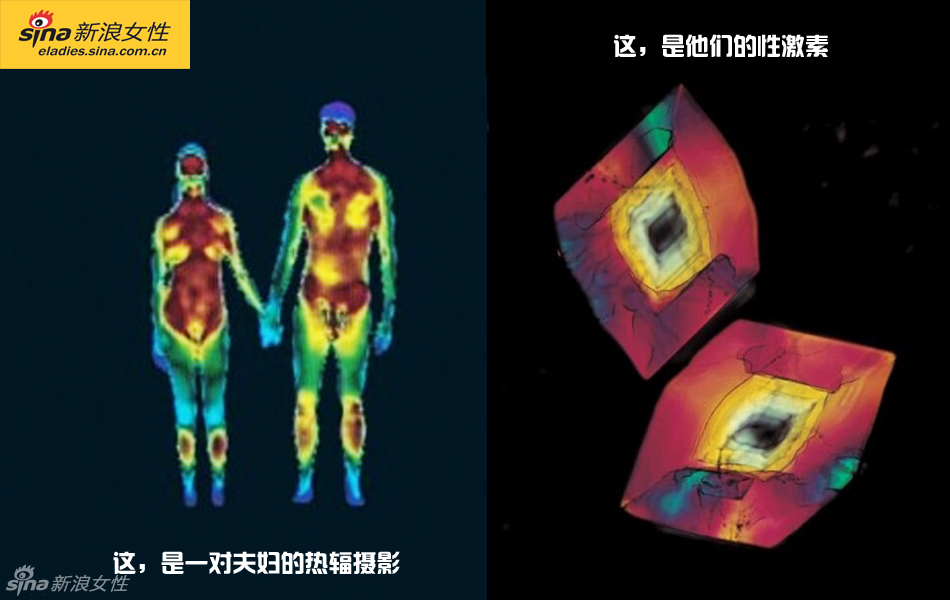 sina新浪女性
eladies.sina.com.cn
这，是他们的性激素
这，是一对夫妇的热辐摄影
sina新浪女性